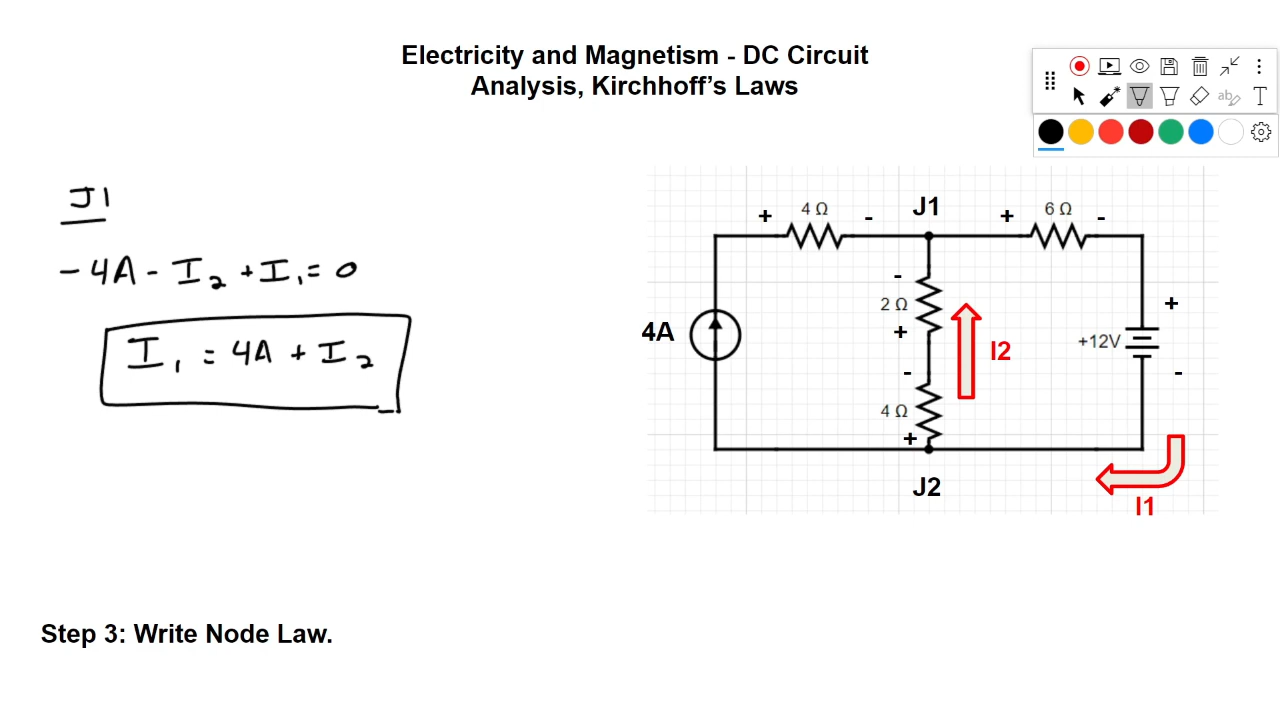 Electricity and Magnetism - DC Circuit
Analysis, Kirchhoff's Laws
ab
T
J1
-4A - I₂ + I₁ = 0
I₁ = 4A + I₂
+ 4 Ω - J1 + 6 Ω -
-
2 Ω
+
4A
I2
+
+12V
-
-
4 Ω
+
J2
I1
Step 3: Write Node Law.